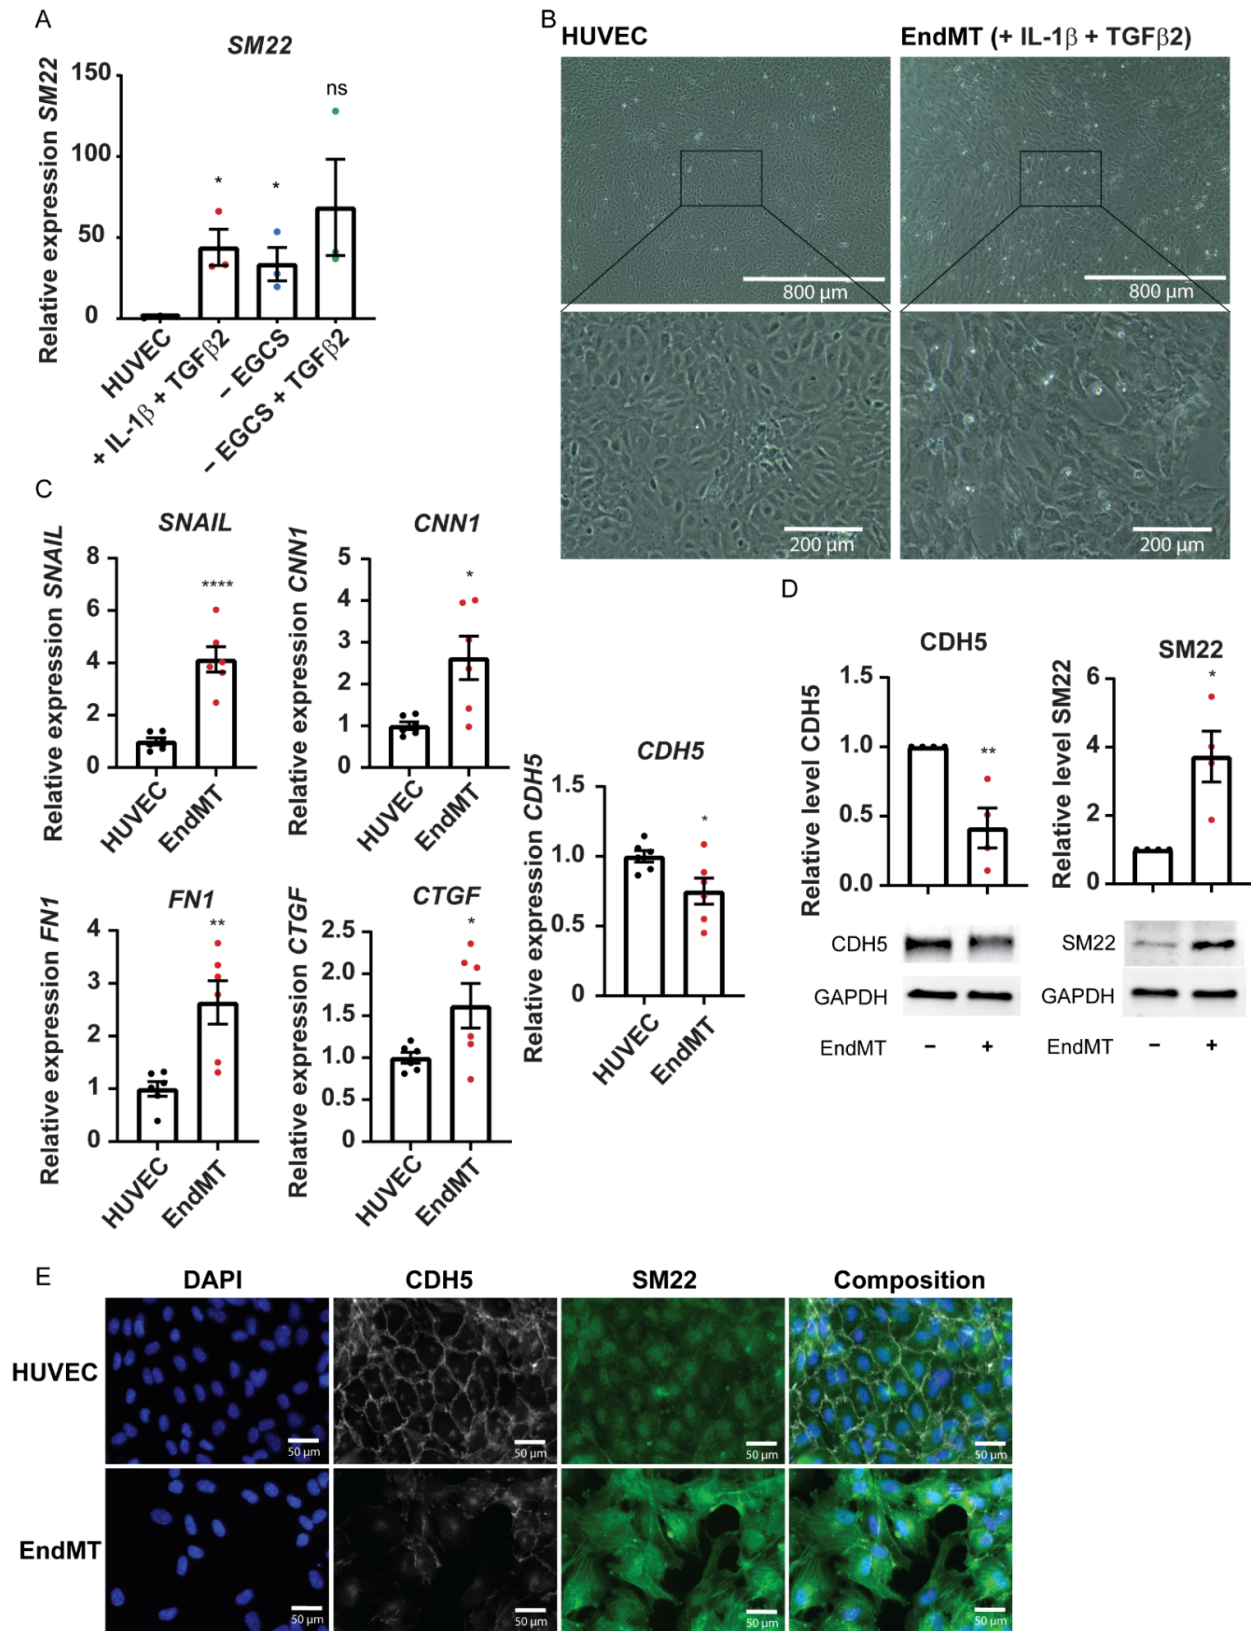 A
SM22
Relative expression SM22
150
100
50
0
*
*
ns
HUVEC
+ IL-1β + TGFβ2
– EGCS
– EGCS + TGFβ2
B
HUVEC
EndMT (+ IL-1β + TGFβ2)
800 µm
800 µm
200 µm
200 µm
C
SNAIL
Relative expression SNAIL
8
6
4
2
0
****
HUVEC
EndMT
CNN1
Relative expression CNN1
5
4
3
2
1
0
*
HUVEC
EndMT
FN1
Relative expression FN1
4
3
2
1
0
**
HUVEC
EndMT
CTGF
Relative expression CTGF
2.5
2.0
1.5
1.0
0.5
0
*
HUVEC
EndMT
CDH5
Relative expression CDH5
1.5
1.0
0.5
0
*
HUVEC
EndMT
D
CDH5
Relative level CDH5
1.5
1.0
0.5
0.0
**
CDH5
GAPDH
EndMT – +
SM22
Relative level SM22
6
4
2
0
*
SM22
GAPDH
EndMT – +
E
DAPI CDH5 SM22 Composition
HUVEC
50 µm 50 µm 50 µm 50 µm
EndMT
50 µm 50 µm 50 µm 50 µm